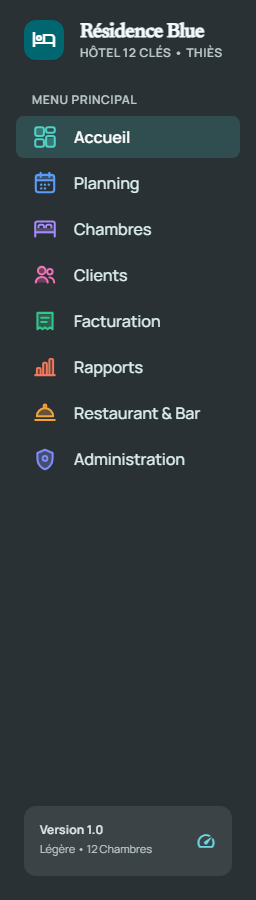 Résidence Blue
HÔTEL 12 CLÉS • THIÈS
MENU PRINCIPAL
Accueil
Planning
Chambres
Clients
Facturation
Rapports
Restaurant & Bar
Administration
Version 1.0
Légère • 12 Chambres